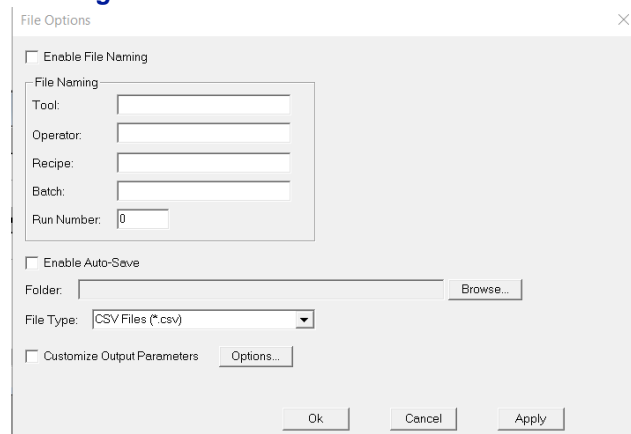 File Options
Enable File Naming
File Naming
Tool:
Operator:
Recipe:
Batch:
Run Number: 0
Enable Auto-Save
Folder: Browse...
File Type: CSV Files (*.csv)
Customize Output Parameters Options...
Ok Cancel Apply